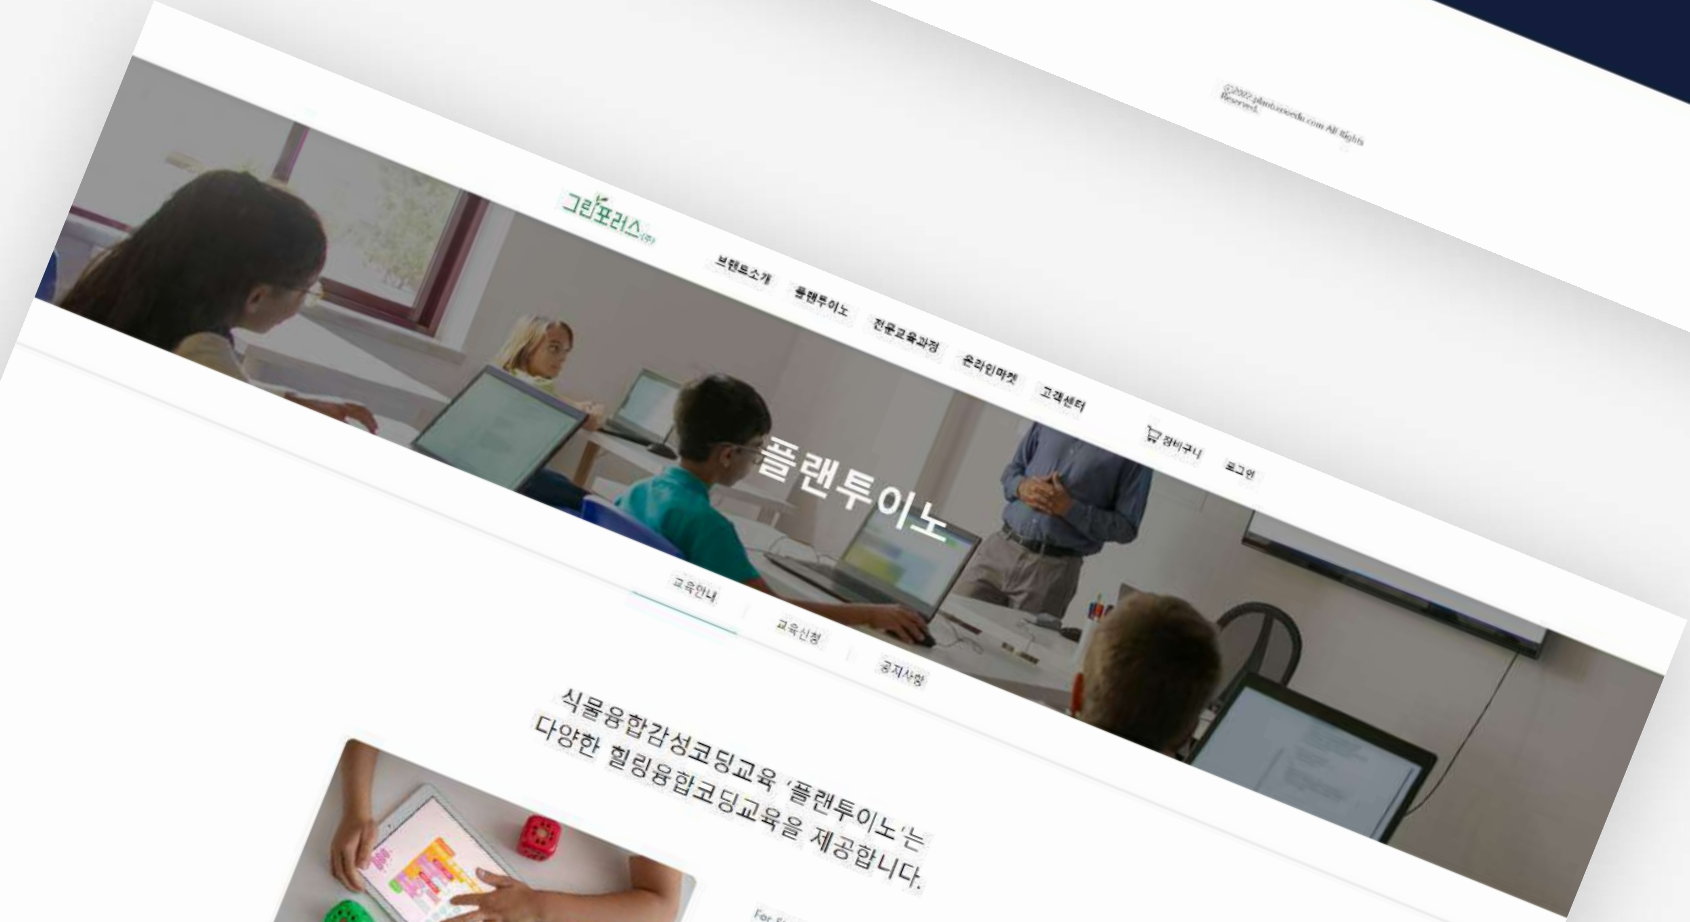 ©2022.plantuinoedu.com All Rights
Reserved.
그린포러스(주)
브랜드소개 플랜투이노 전문교육과정 온라인마켓 고객센터 장바구니 로그인
플랜투이노
교육안내 교육신청 공지사항
식물융합감성코딩교육 '플랜투이노'는
다양한 힐링융합코딩교육을 제공합니다.
For